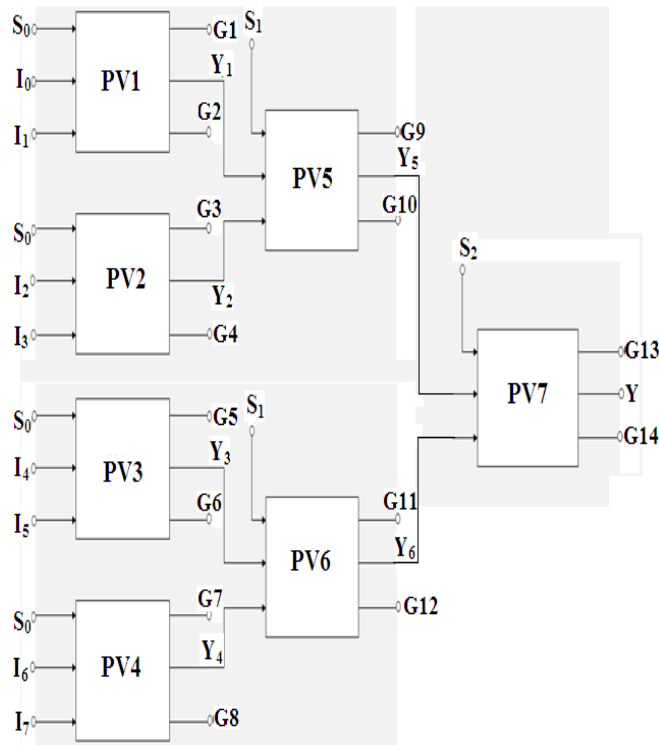 S₀
G1
S₁
I₀
PV1
Y₁
I₁
G2
G9
PV5
Y₅
G3
G10
S₀
I₂
PV2
Y₂
I₃
G4
S₂
G13
PV7
Y
G14
S₀
G5
S₁
I₄
PV3
Y₃
I₅
G6
G11
PV6
Y₆
G7
G12
S₀
I₆
PV4
Y₄
I₇
G8